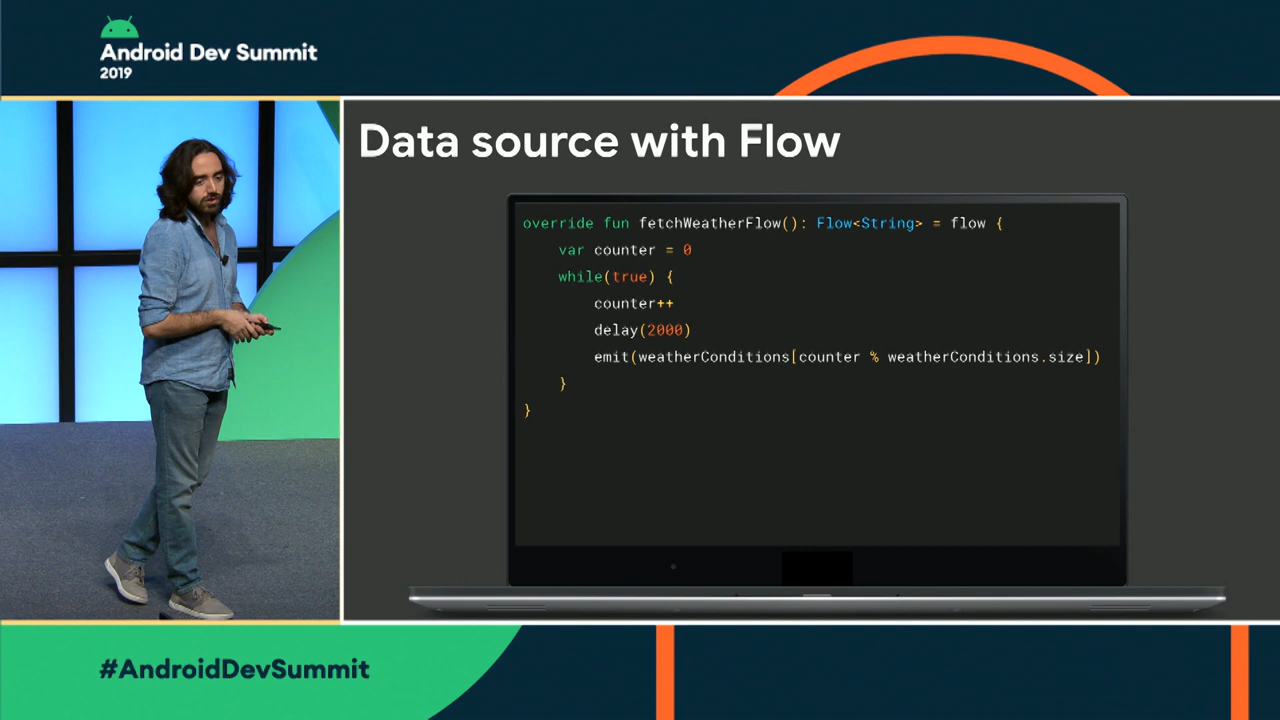 Android Dev Summit
2019
Data source with Flow
override fun fetchWeatherFlow(): Flow<String> = flow {
    var counter = 0
    while(true) {
        counter++
        delay(2000)
        emit(weatherConditions[counter % weatherConditions.size])
    }
}
#AndroidDevSummit